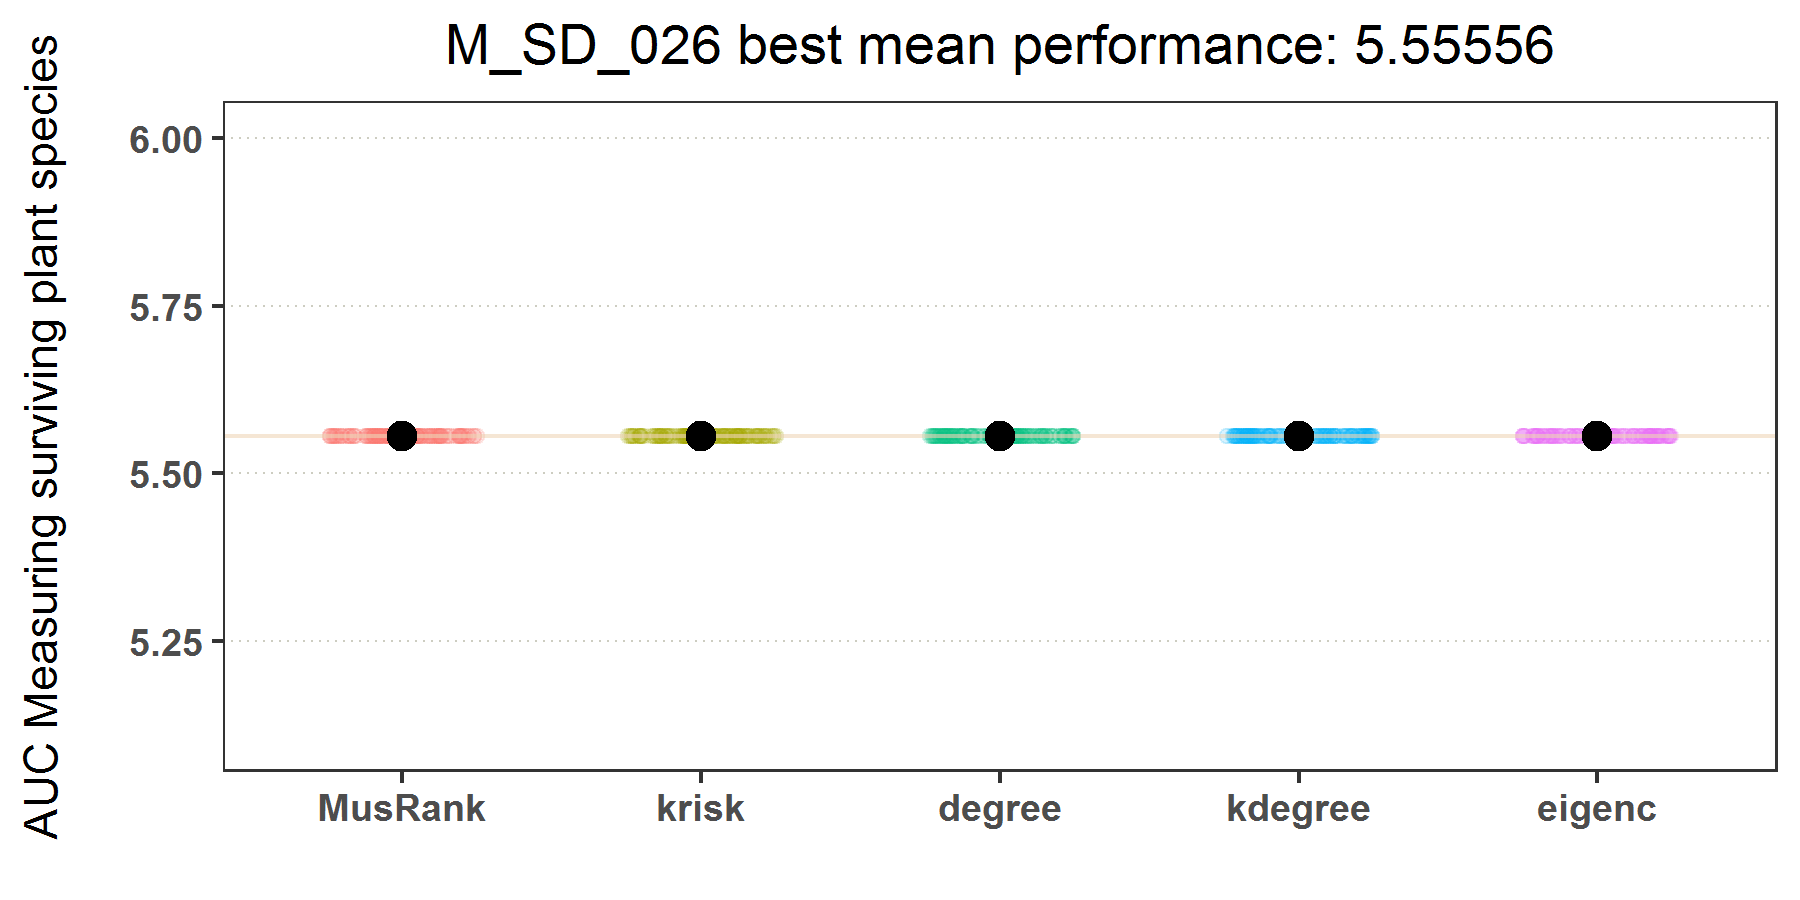 M_SD_026 best mean performance: 5.55556
AUC Measuring surviving plant species
6.00
5.75
5.50
5.25
MusRank krisk degree kdegree eigenc